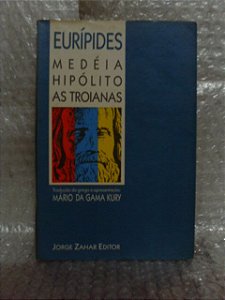 EURÍPIDES
MEDÉIA
HIPÓLITO
AS TROIANAS
Tradução do grego e apresentação:
MÁRIO DA GAMA KURY
JORGE ZAHAR EDITOR